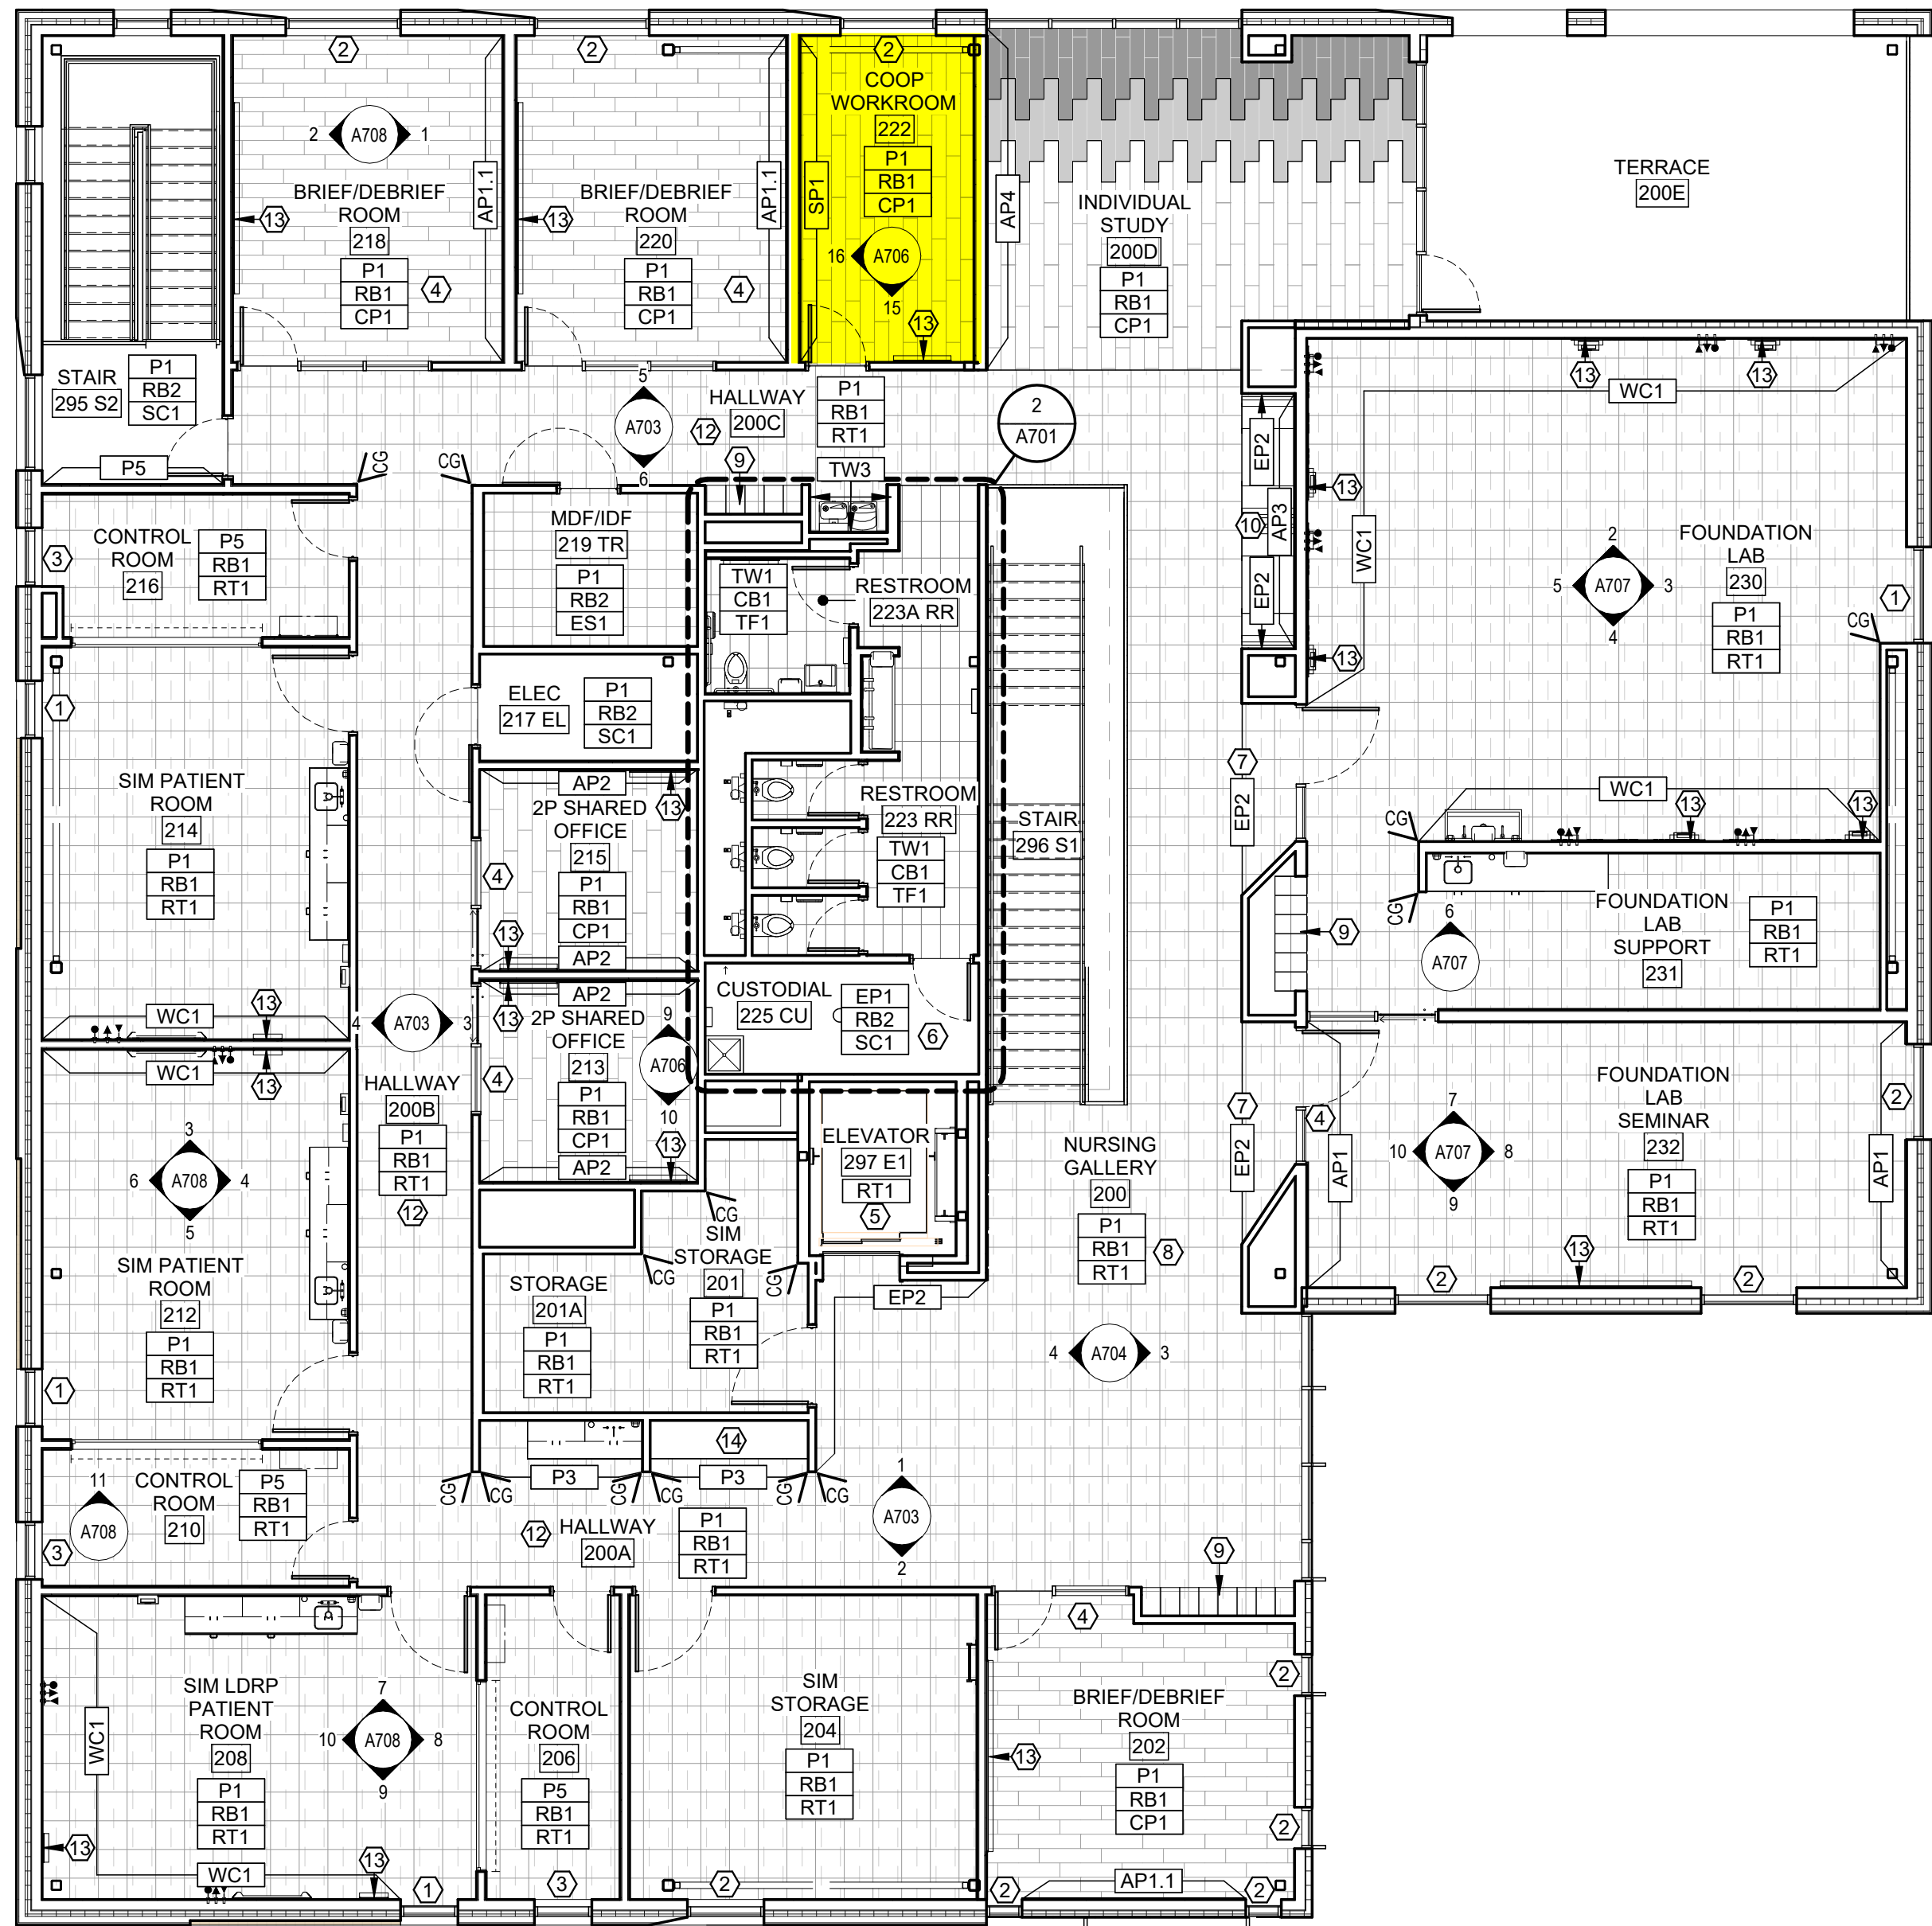 2
2
2
COOP
WORKROOM
222
P1
RB1
CP1
SP1
16
A706
15
13
2
A708
1
BRIEF/DEBRIEF
ROOM
218
P1
RB1
CP1
13
4
AP1.1
BRIEF/DEBRIEF
ROOM
220
P1
RB1
CP1
13
4
AP1.1
AP4
INDIVIDUAL
STUDY
200D
P1
RB1
CP1
TERRACE
200E
STAIR
295 S2
P1
RB2
SC1
P5
CG
CG
5
A703
6
HALLWAY
200C
12
P1
RB1
RT1
9
TW3
2
A701
EP2
AP3
10
EP2
13
13
WC1
13
WC1
13
FOUNDATION
LAB
230
P1
RB1
RT1
2
5
A707
3
4
1
CG
CONTROL
ROOM
216
P5
RB1
RT1
3
MDF/IDF
219 TR
P1
RB2
ES1
TW1
CB1
TF1
RESTROOM
223A RR
ELEC
217 EL
P1
RB2
SC1
1
SIM PATIENT
ROOM
214
P1
RB1
RT1
AP2
2P SHARED
OFFICE
215
P1
RB1
CP1
AP2
13
4
13
RESTROOM
223 RR
TW1
CB1
TF1
STAIR
296 S1
7
EP2
WC1
13
13
CG
CG
FOUNDATION
LAB
SUPPORT
231
P1
RB1
RT1
6
A707
9
WC1
13
4
A703
3
WC1
13
AP2
13
2P SHARED
OFFICE
213
P1
RB1
CP1
AP2
4
13
9
A706
10
CUSTODIAL
225 CU
EP1
RB2
SC1
6
HALLWAY
200B
P1
RB1
RT1
12
3
6
A708
4
5
SIM PATIENT
ROOM
212
P1
RB1
RT1
1
ELEVATOR
297 E1
RT1
5
NURSING
GALLERY
200
P1
RB1
RT1
8
7
EP2
4
AP1
FOUNDATION
LAB
SEMINAR
232
P1
RB1
RT1
7
10
A707
8
9
AP1
2
2
13
2
CG
SIM
STORAGE
201
P1
RB1
RT1
CG
CG
STORAGE
201A
P1
RB1
RT1
EP2
4
A704
3
14
P3
P3
CG
CG
CG
CG
CG
CG
11
A708
CONTROL
ROOM
210
P5
RB1
RT1
3
12
HALLWAY
200A
P1
RB1
RT1
1
A703
2
9
4
SIM LDRP
PATIENT
ROOM
208
P1
RB1
RT1
WC1
7
10
A708
8
9
13
WC1
13
1
CONTROL
ROOM
206
P5
RB1
RT1
3
SIM
STORAGE
204
P1
RB1
RT1
2
BRIEF/DEBRIEF
ROOM
202
P1
RB1
CP1
13
2
2
2
AP1.1
2